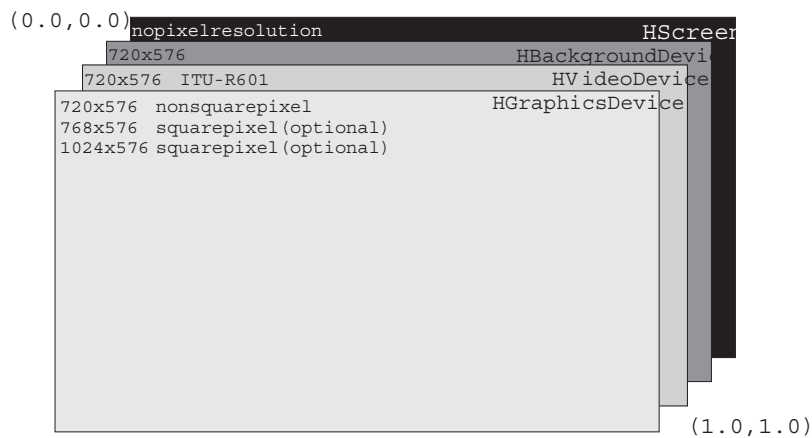 (0.0,0.0)
nopixelresolution HScreen
720x576 HBackgroundDevi
720x576 ITU-R601 HVideoDevice
720x576 nonsquarepixel HGraphicsDevice
768x576 squarepixel(optional)
1024x576 squarepixel(optional)
(1.0,1.0)